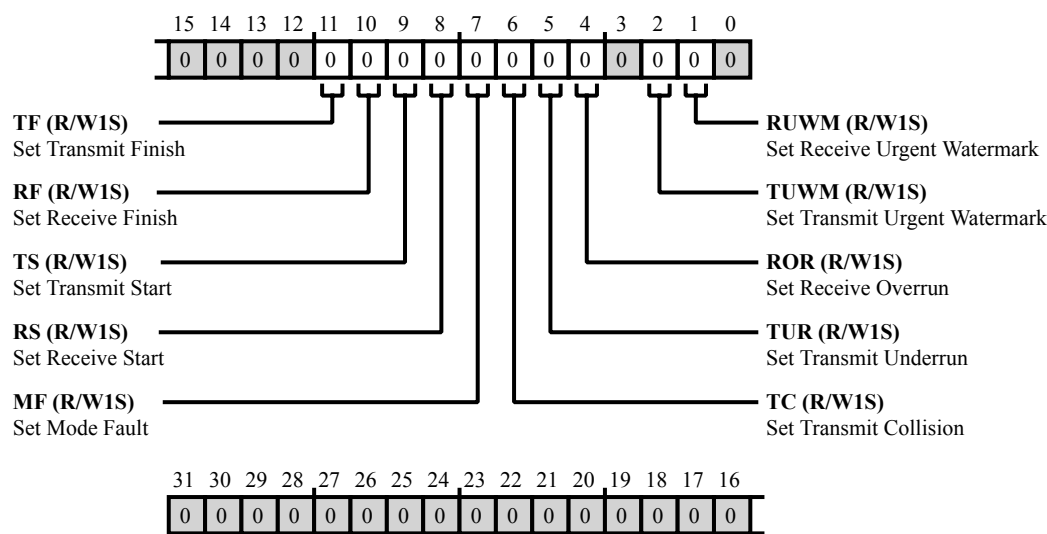 15 14 13 12 11 10 9 8 7 6 5 4 3 2 1 0
0 0 0 0 0 0 0 0 0 0 0 0 0 0 0 0
TF (R/W1S)
Set Transmit Finish
RF (R/W1S)
Set Receive Finish
TS (R/W1S)
Set Transmit Start
RS (R/W1S)
Set Receive Start
MF (R/W1S)
Set Mode Fault
RUWM (R/W1S)
Set Receive Urgent Watermark
TUWM (R/W1S)
Set Transmit Urgent Watermark
ROR (R/W1S)
Set Receive Overrun
TUR (R/W1S)
Set Transmit Underrun
TC (R/W1S)
Set Transmit Collision
31 30 29 28 27 26 25 24 23 22 21 20 19 18 17 16
0 0 0 0 0 0 0 0 0 0 0 0 0 0 0 0